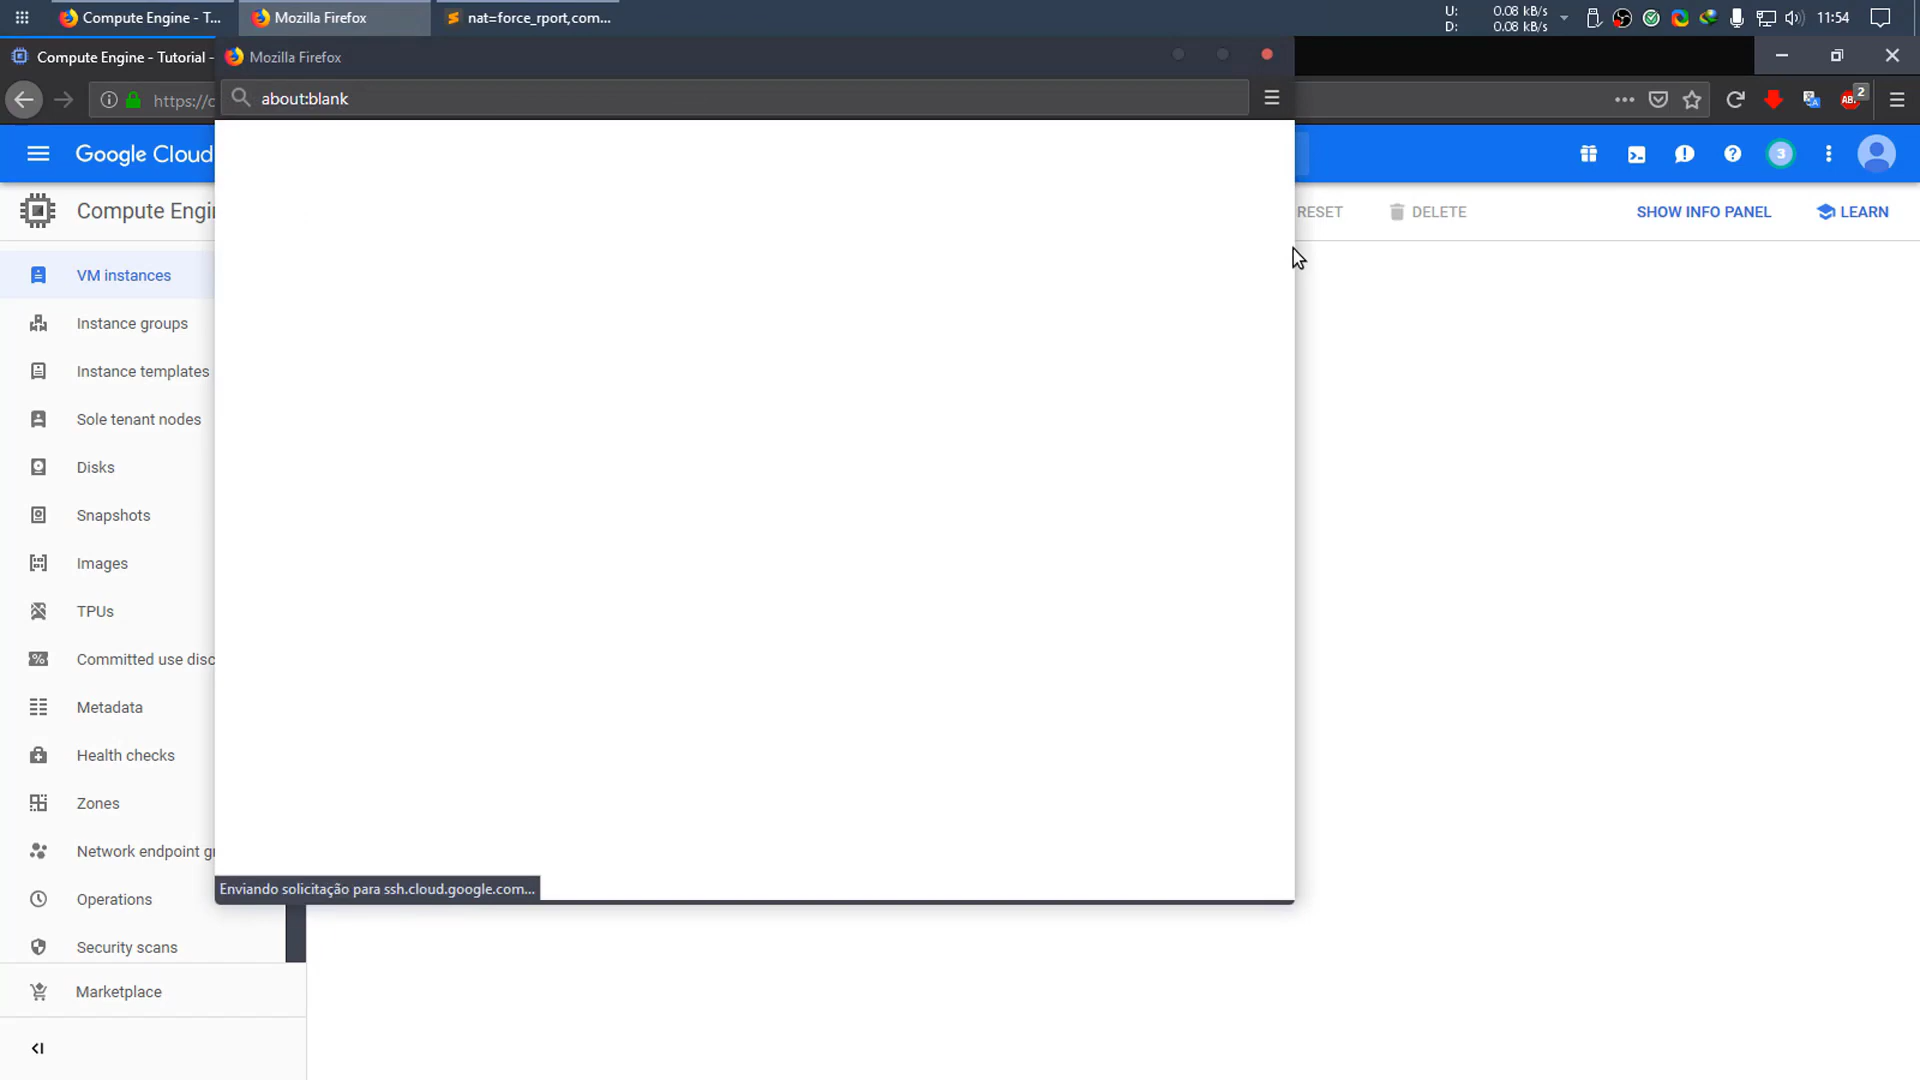 Compute Engine - T...
Mozilla Firefox
nat=force_rport,com...
U: 0.08 kB/s
D: 0.08 kB/s
11:54
Compute Engine - Tutorial -
Mozilla Firefox
https://c
about:blank
2
Google Cloud
3
Compute Engi
RESET
DELETE
SHOW INFO PANEL
LEARN
VM instances
Instance groups
Instance templates
Sole tenant nodes
Disks
Snapshots
Images
TPUs
Committed use disc
Metadata
Health checks
Zones
Network endpoint gr
Enviando solicitação para ssh.cloud.google.com...
Operations
Security scans
Marketplace